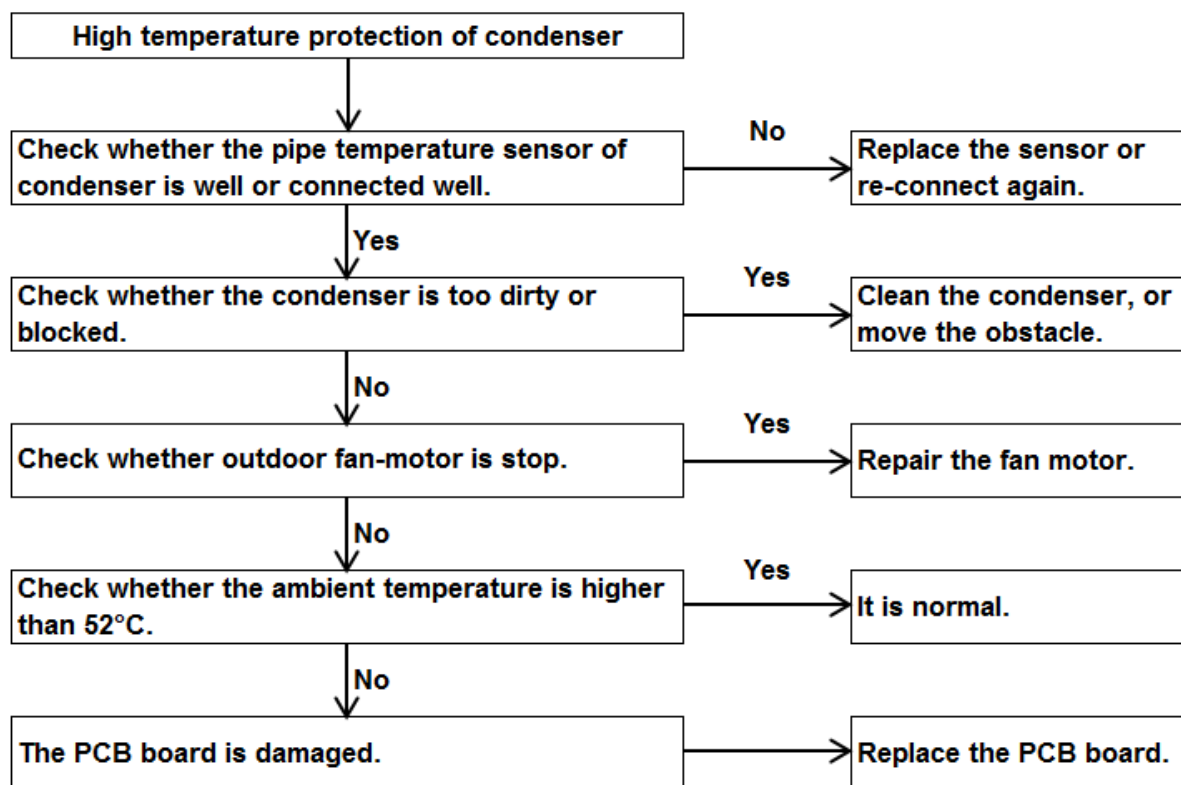 High temperature protection of condenser
Check whether the pipe temperature sensor of
condenser is well or connected well.
No
Replace the sensor or
re-connect again.
Yes
Check whether the condenser is too dirty or
blocked.
Yes
Clean the condenser, or
move the obstacle.
No
Check whether outdoor fan-motor is stop.
Yes
Repair the fan motor.
No
Check whether the ambient temperature is higher
than 52°C.
Yes
It is normal.
No
The PCB board is damaged.
Replace the PCB board.